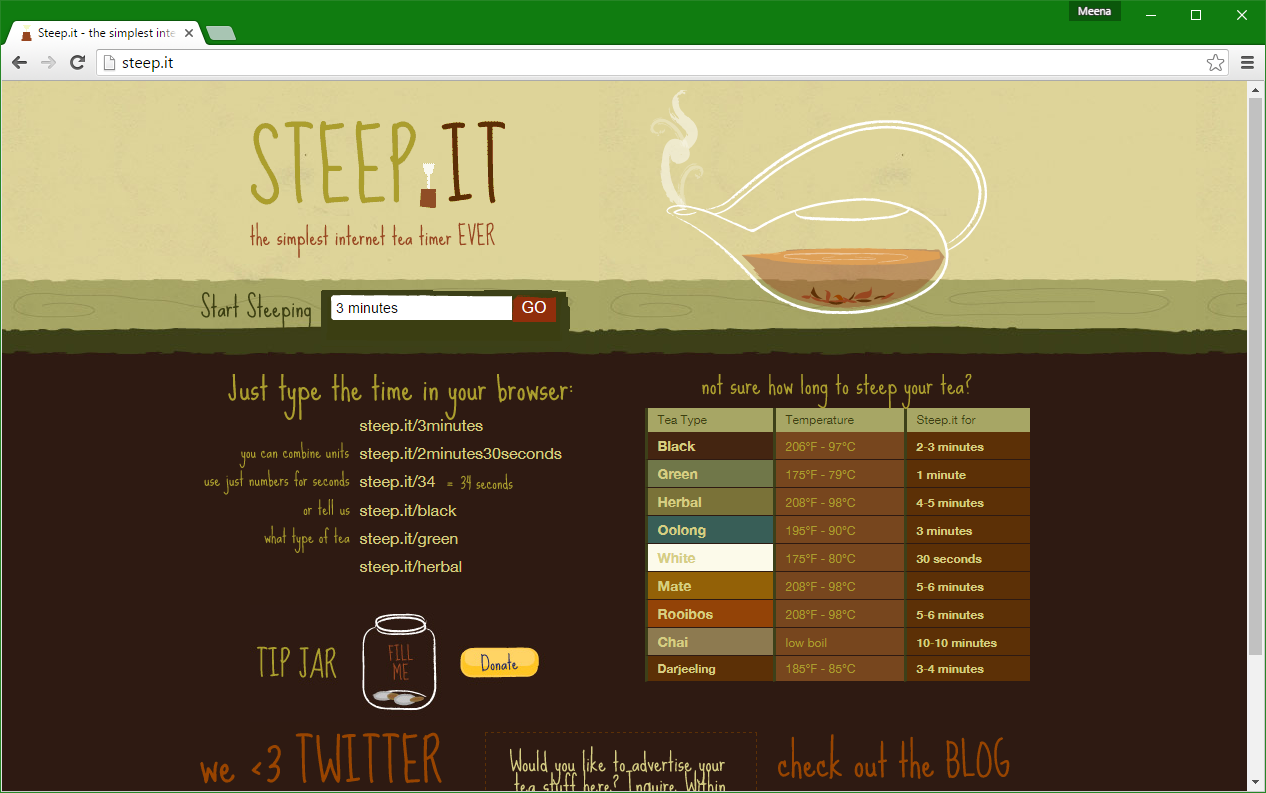 Meena
Steep.it - the simplest inte
steep.it
STEEP.IT
the simplest internet tea timer EVER
Start Steeping 3 minutes GO
Just type the time in your browser:
steep.it/3minutes
you can combine units steep.it/2minutes30seconds
use just numbers for seconds steep.it/34 = 34 seconds
or tell us steep.it/black
what type of tea steep.it/green
steep.it/herbal
not sure how long to steep your tea?
Tea Type Temperature Steep.it for
Black 206°F - 97°C 2-3 minutes
Green 175°F - 79°C 1 minute
Herbal 208°F - 98°C 4-5 minutes
Oolong 195°F - 90°C 3 minutes
White 175°F - 80°C 30 seconds
Mate 208°F - 98°C 5-6 minutes
Rooibos 208°F - 98°C 5-6 minutes
Chai low boil 10-10 minutes
Darjeeling 185°F - 85°C 3-4 minutes
TIP JAR
FILL
ME
Donate
we <3 TWITTER
Would you like to advertise your
tea stuff here? Inquire Within
check out the BLOG